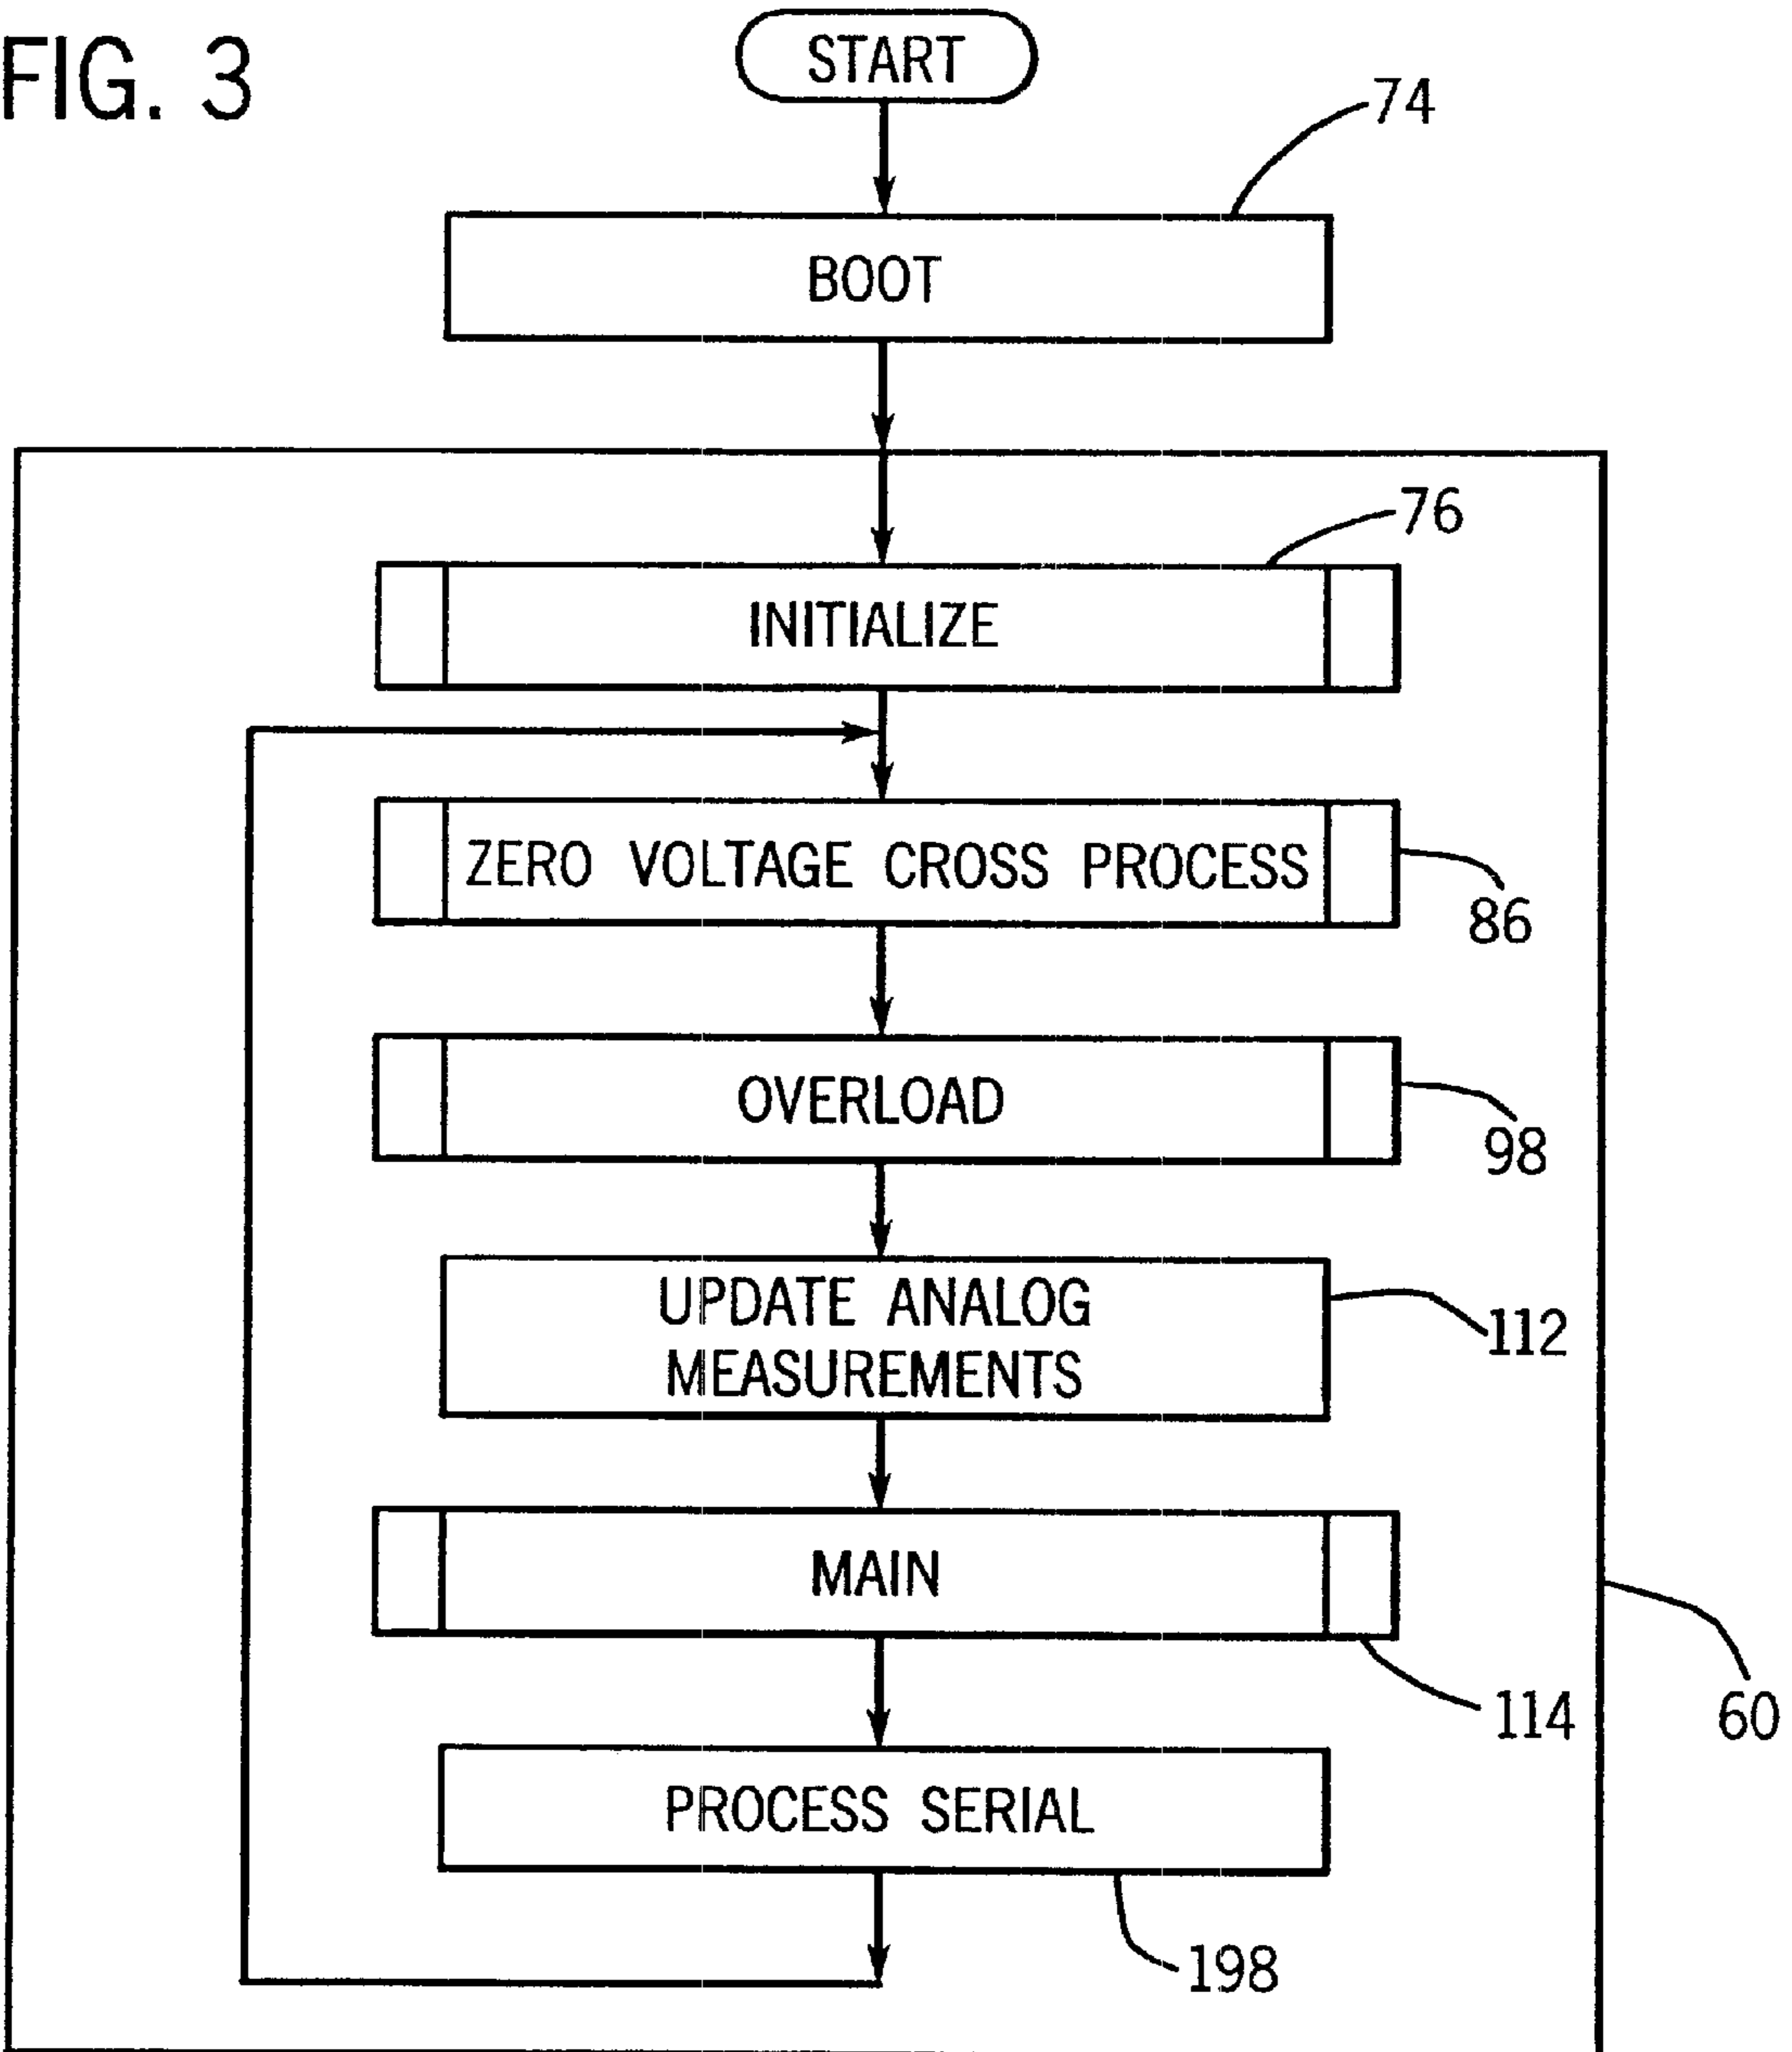 FIG. 3
START
74
BOOT
76
INITIALIZE
ZERO VOLTAGE CROSS PROCESS
86
OVERLOAD
98
UPDATE ANALOG
MEASUREMENTS
112
MAIN
114
60
PROCESS SERIAL
198